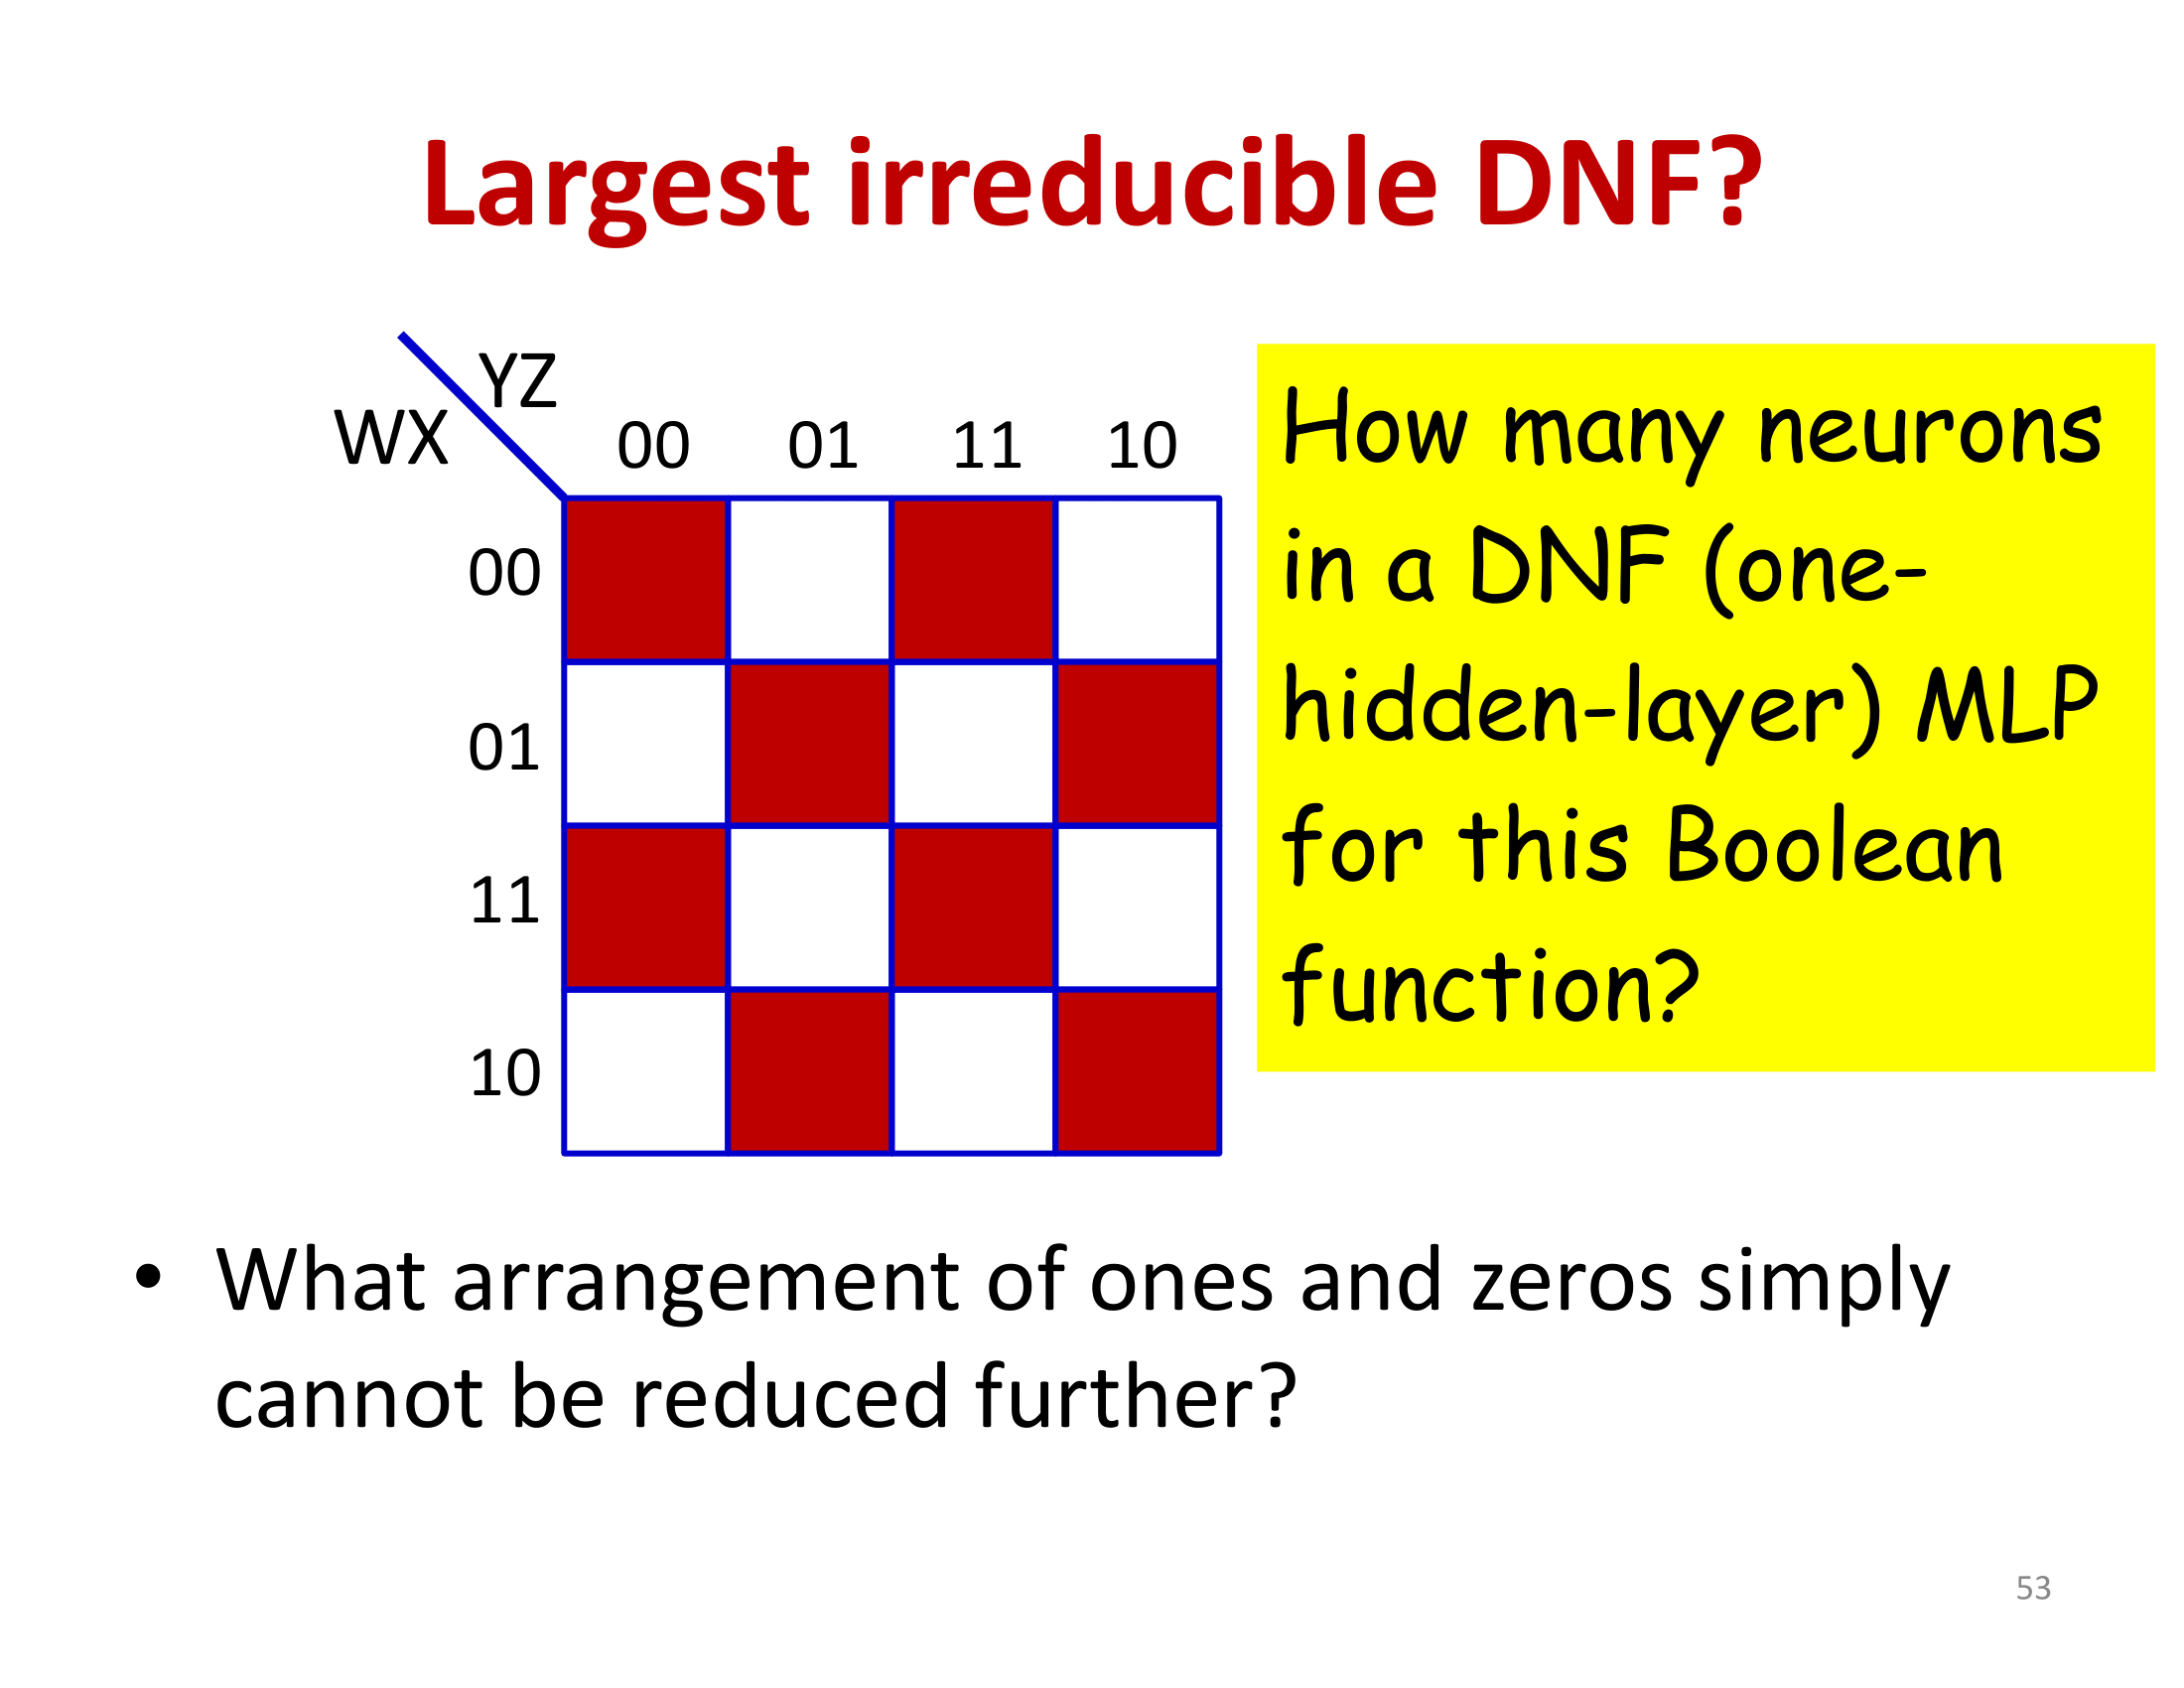 Largest irreducible DNF?
YZ
WX
00 01 11 10
00
01
11
10
How many neurons
in a DNF (one-
hidden-layer) MLP
for this Boolean
function?
• What arrangement of ones and zeros simply
cannot be reduced further?
53